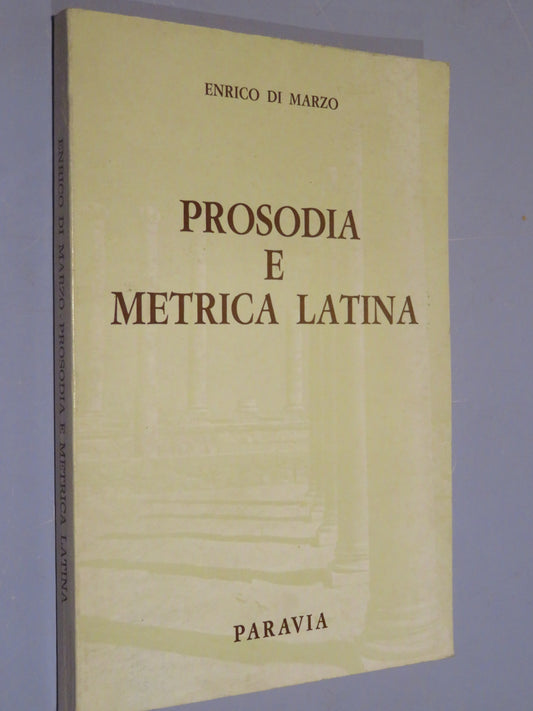 ENRICO DI MARZO
PROSODIA
E
METRICA LATINA
PARAVIA
ENRICO DI MARZO - PROSODIA E METRICA LATINA